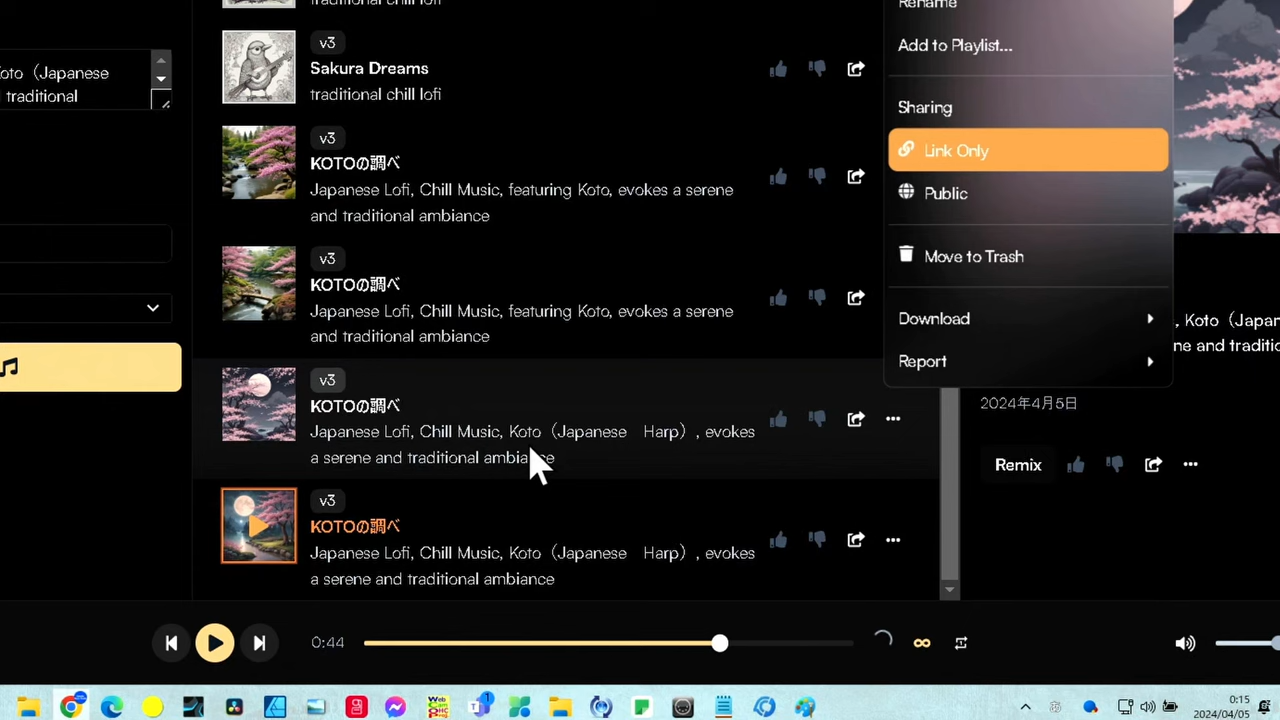 traditional chill lofi
Rename
v3
Sakura Dreams
traditional chill lofi
Add to Playlist...
oto（Japanese
traditional
Sharing
Link Only
Public
v3
KOTOの調べ
Japanese Lofi, Chill Music, featuring Koto, evokes a serene
and traditional ambiance
Move to Trash
v3
KOTOの調べ
Japanese Lofi, Chill Music, featuring Koto, evokes a serene
and traditional ambiance
Download
Report
, Koto（Japan
ne and traditio
v3
KOTOの調べ
Japanese Lofi, Chill Music, Koto（Japanese　Harp）, evokes
a serene and traditional ambiance
2024年4月5日
Remix
v3
KOTOの調べ
Japanese Lofi, Chill Music, Koto（Japanese　Harp）, evokes
a serene and traditional ambiance
0:44
0:15
2024/04/05